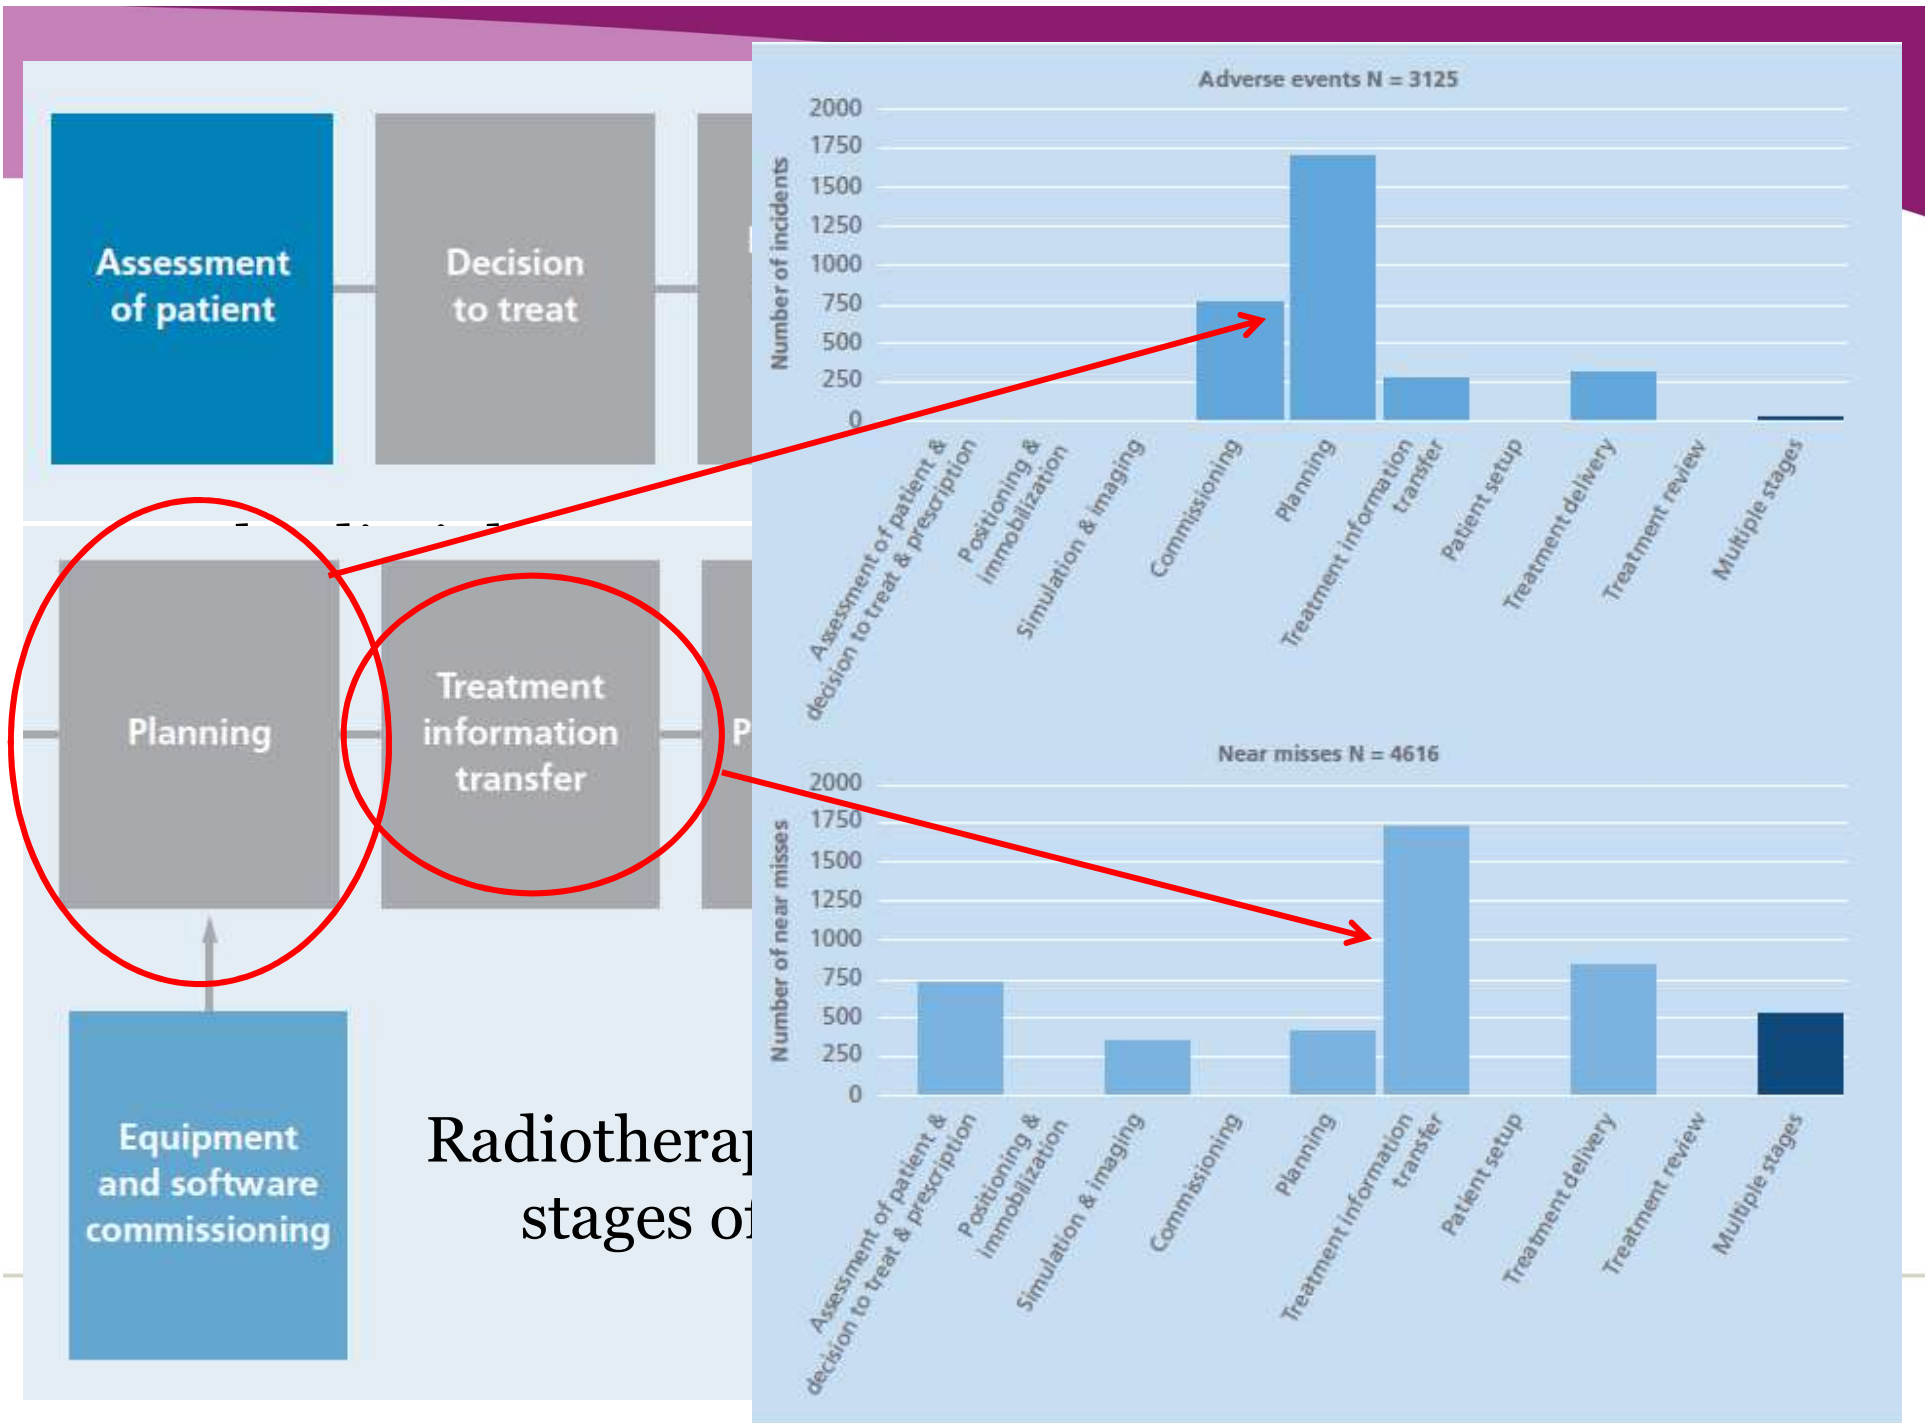 Assessment
of patient
Decision
to treat
Planning
Treatment
information
transfer
P
Equipment
and software
commissioning
Radiotherap
stages of
Adverse events N = 3125
Number of incidents
2000
1750
1500
1250
1000
750
500
250
0
Assessment of patient &
decision to treat & prescription
Positioning &
immobilization
Simulation & imaging
Commissioning
Planning
Treatment information
transfer
Patient setup
Treatment delivery
Treatment review
Multiple stages
Near misses N = 4616
Number of near misses
2000
1750
1500
1250
1000
750
500
250
0
Assessment of patient &
decision to treat & prescription
Positioning &
immobilization
Simulation & imaging
Commissioning
Planning
Treatment information
transfer
Patient setup
Treatment delivery
Treatment review
Multiple stages